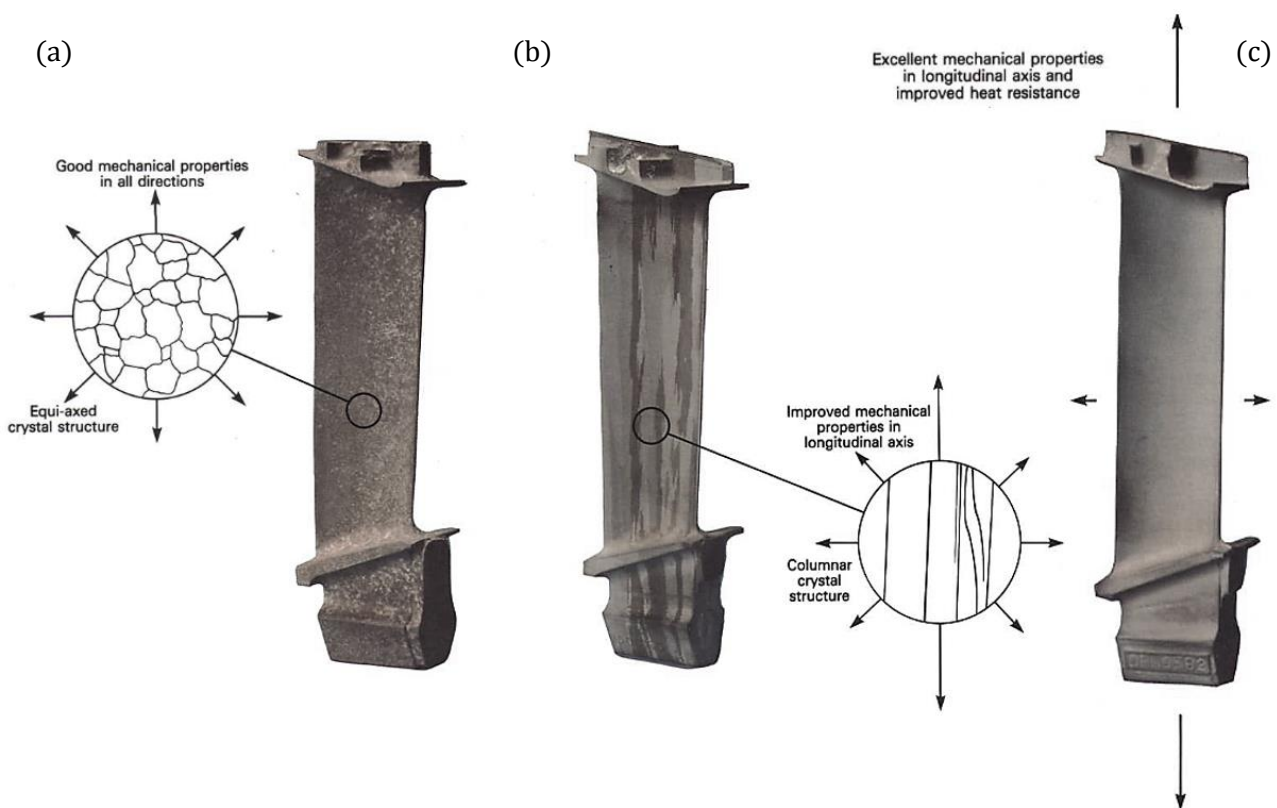 (a)
Good mechanical properties
in all directions
Equi-axed
crystal structure
(b)
Improved mechanical
properties in
longitudinal axis
Columnar
crystal
structure
(c)
Excellent mechanical properties
in longitudinal axis and
improved heat resistance